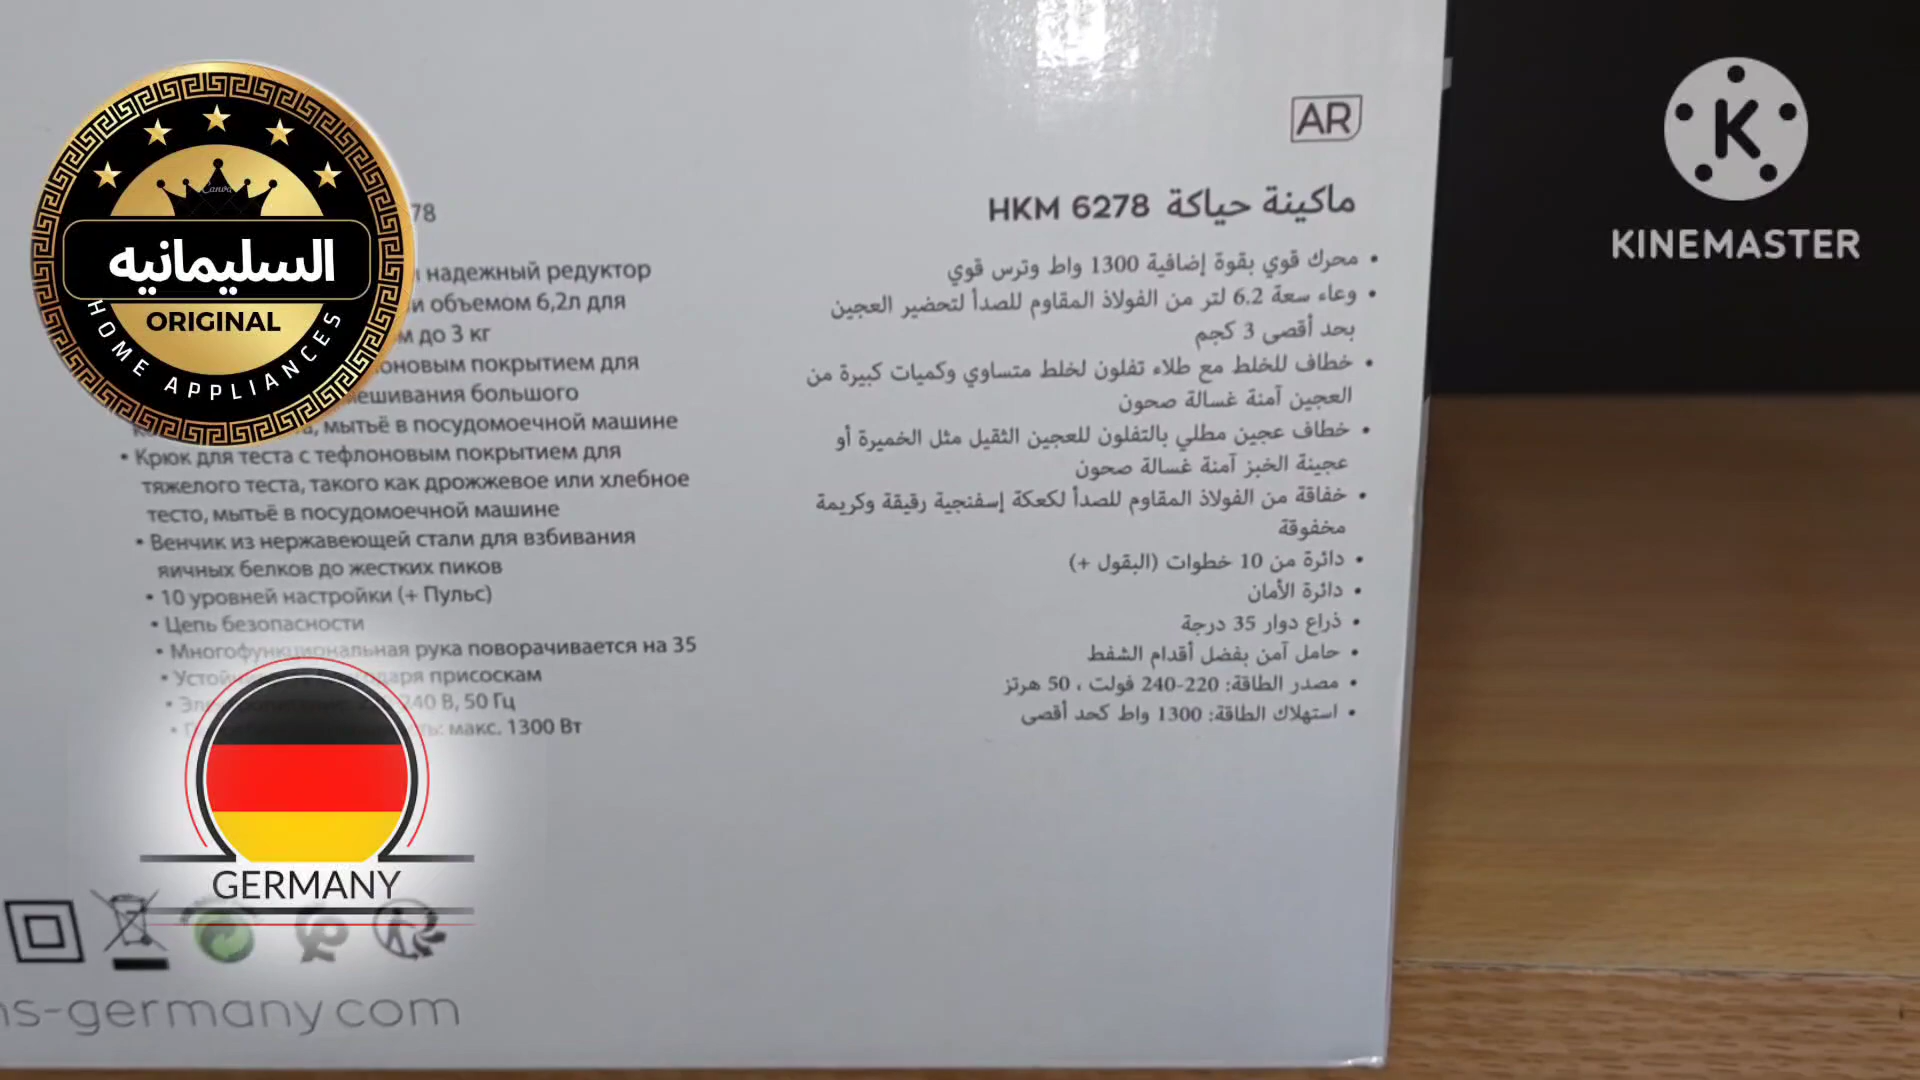 السليمانيه
ORIGINAL
HOME APPLIANCES
Canva
78
надежный редуктор
объемом 6,2л для
до 3 кг
покрытием для
большого
мытьё в посудомоечной машине
• Крюк для теста с тефлоновым покрытием для
тяжелого теста, такого как дрожжевое или хлебное
тесто, мытьё в посудомоечной машине
• Венчик из нержавеющей стали для взбивания
яичных белков до жестких пиков
• 10 уровней настройки (+ Пульс)
• Цепь безопасности
• Многофункциональная рука поворачивается на 35
присоскам
240 В, 50 Гц
макс. 1300 Вт
GERMANY
ns-germany.com
AR
ماكينة حياكة HKM 6278
• محرك قوي بقوة إضافية 1300 واط وترس قوي
• وعاء سعة 6.2 لتر من الفولاذ المقاوم للصدأ لتحضير العجين
بحد أقصى 3 كجم
• خطاف للخلط مع طلاء تفلون لخلط متساوي وكميات كبيرة من
العجين آمنة غسالة صحون
• خطاف عجين مطلي بالتفلون للعجين الثقيل مثل الخميرة أو
عجينة الخبز آمنة غسالة صحون
• خفاقة من الفولاذ المقاوم للصدأ لكعكة إسفنجية رقيقة وكريمة
مخفوقة
• دائرة من 10 خطوات (البقول +)
• دائرة الأمان
• ذراع دوار 35 درجة
• حامل آمن بفضل أقدام الشفط
• مصدر الطاقة: 220-240 فولت ، 50 هرتز
• استهلاك الطاقة: 1300 واط كحد أقصى
KINEMASTER